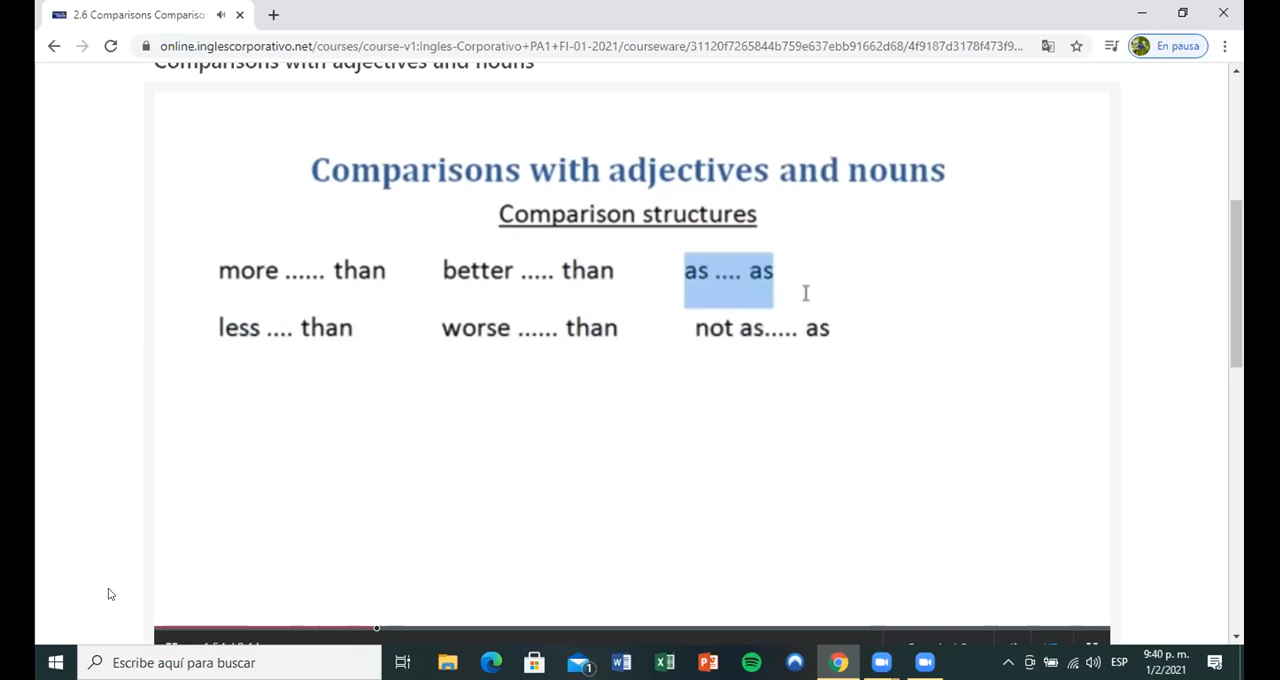 2.6 Comparisons Compariso
online.inglescorporativo.net/courses/course-v1:Ingles-Corporativo+PA1+FI-01-2021/courseware/31120f7265844b759e637ebb91662d68/4f9187d3178f473f9...
En pausa
Comparisons with adjectives and nouns
Comparisons with adjectives and nouns
Comparison structures
more ...... than better ..... than as .... as
less .... than worse ...... than not as..... as
Escribe aquí para buscar
1
ESP
9:40 p. m.
1/2/2021